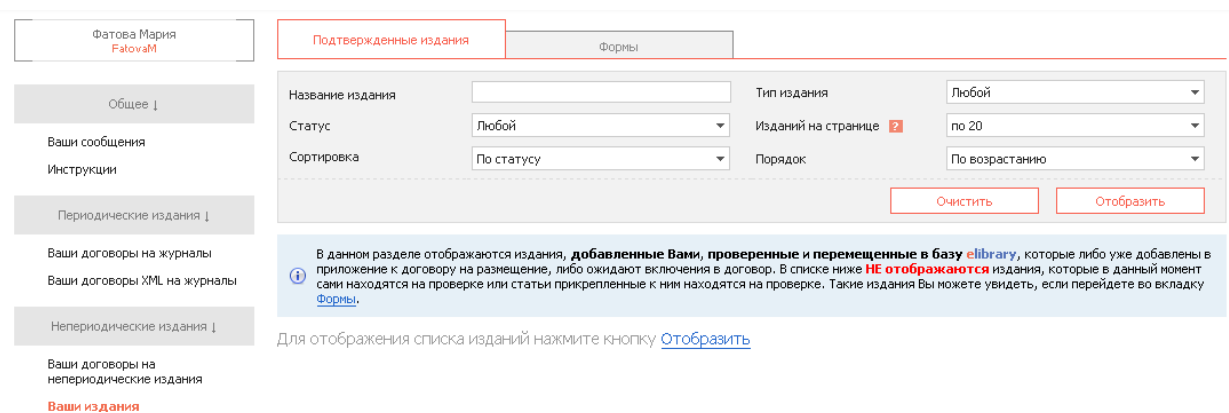 Фатова Мария
FatovaM
Общее ↓
Ваши сообщения
Инструкции
Периодические издания ↓
Ваши договоры на журналы
Ваши договоры XML на журналы
Непериодические издания ↓
Ваши договоры на
непериодические издания
Ваши издания
Подтвержденные издания
Формы
Название издания
Тип издания
Любой
Статус
Любой
Изданий на странице ?
по 20
Сортировка
По статусу
Порядок
По возрастанию
Очистить
Отобразить
В данном разделе отображаются издания, добавленные Вами, проверенные и перемещенные в базу elibrary, которые либо уже добавлены в
приложение к договору на размещение, либо ожидают включения в договор. В списке ниже НЕ отображаются издания, которые в данный момент
сами находятся на проверке или статьи прикрепленные к ним находятся на проверке. Такие издания Вы можете увидеть, если перейдете во вкладку
Формы.
Для отображения списка изданий нажмите кнопку Отобразить